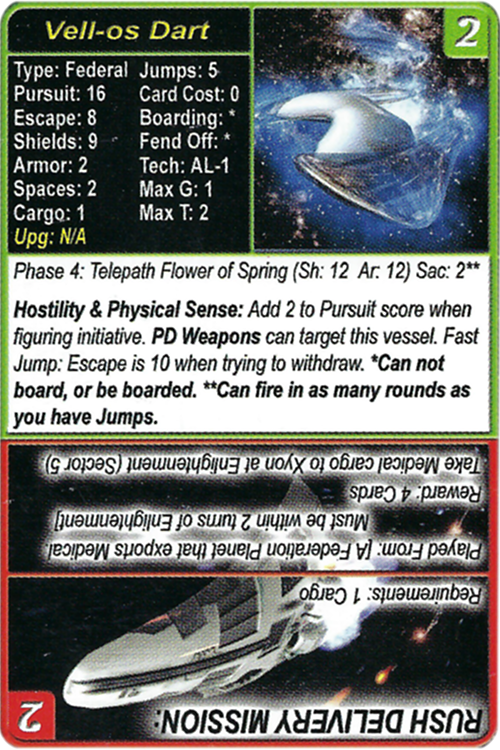 Vell-os Dart
2
Type: Federal Jumps: 5
Pursuit: 16 Card Cost: 0
Escape: 8 Boarding: *
Shields: 9 Fend Off: *
Armor: 2 Tech: AL-1
Spaces: 2 Max G: 1
Cargo: 1 Max T: 2
Upg: N/A
Phase 4: Telepath Flower of Spring (Sh: 12 Ar: 12) Sac: 2**
Hostility & Physical Sense: Add 2 to Pursuit score when
figuring initiative. PD Weapons can target this vessel. Fast
Jump: Escape is 10 when trying to withdraw. *Can not
board, or be boarded. **Can fire in as many rounds as
you have Jumps.
RUSH DELIVERY MISSION:
2
Requirements: 1 Cargo
Played From: [A Federation Planet that exports Medical
Must be within 2 turns of Enlightenment]
Reward: 4 Cards
Take Medical cargo to Xyon at Enlightenment (Sector 5)